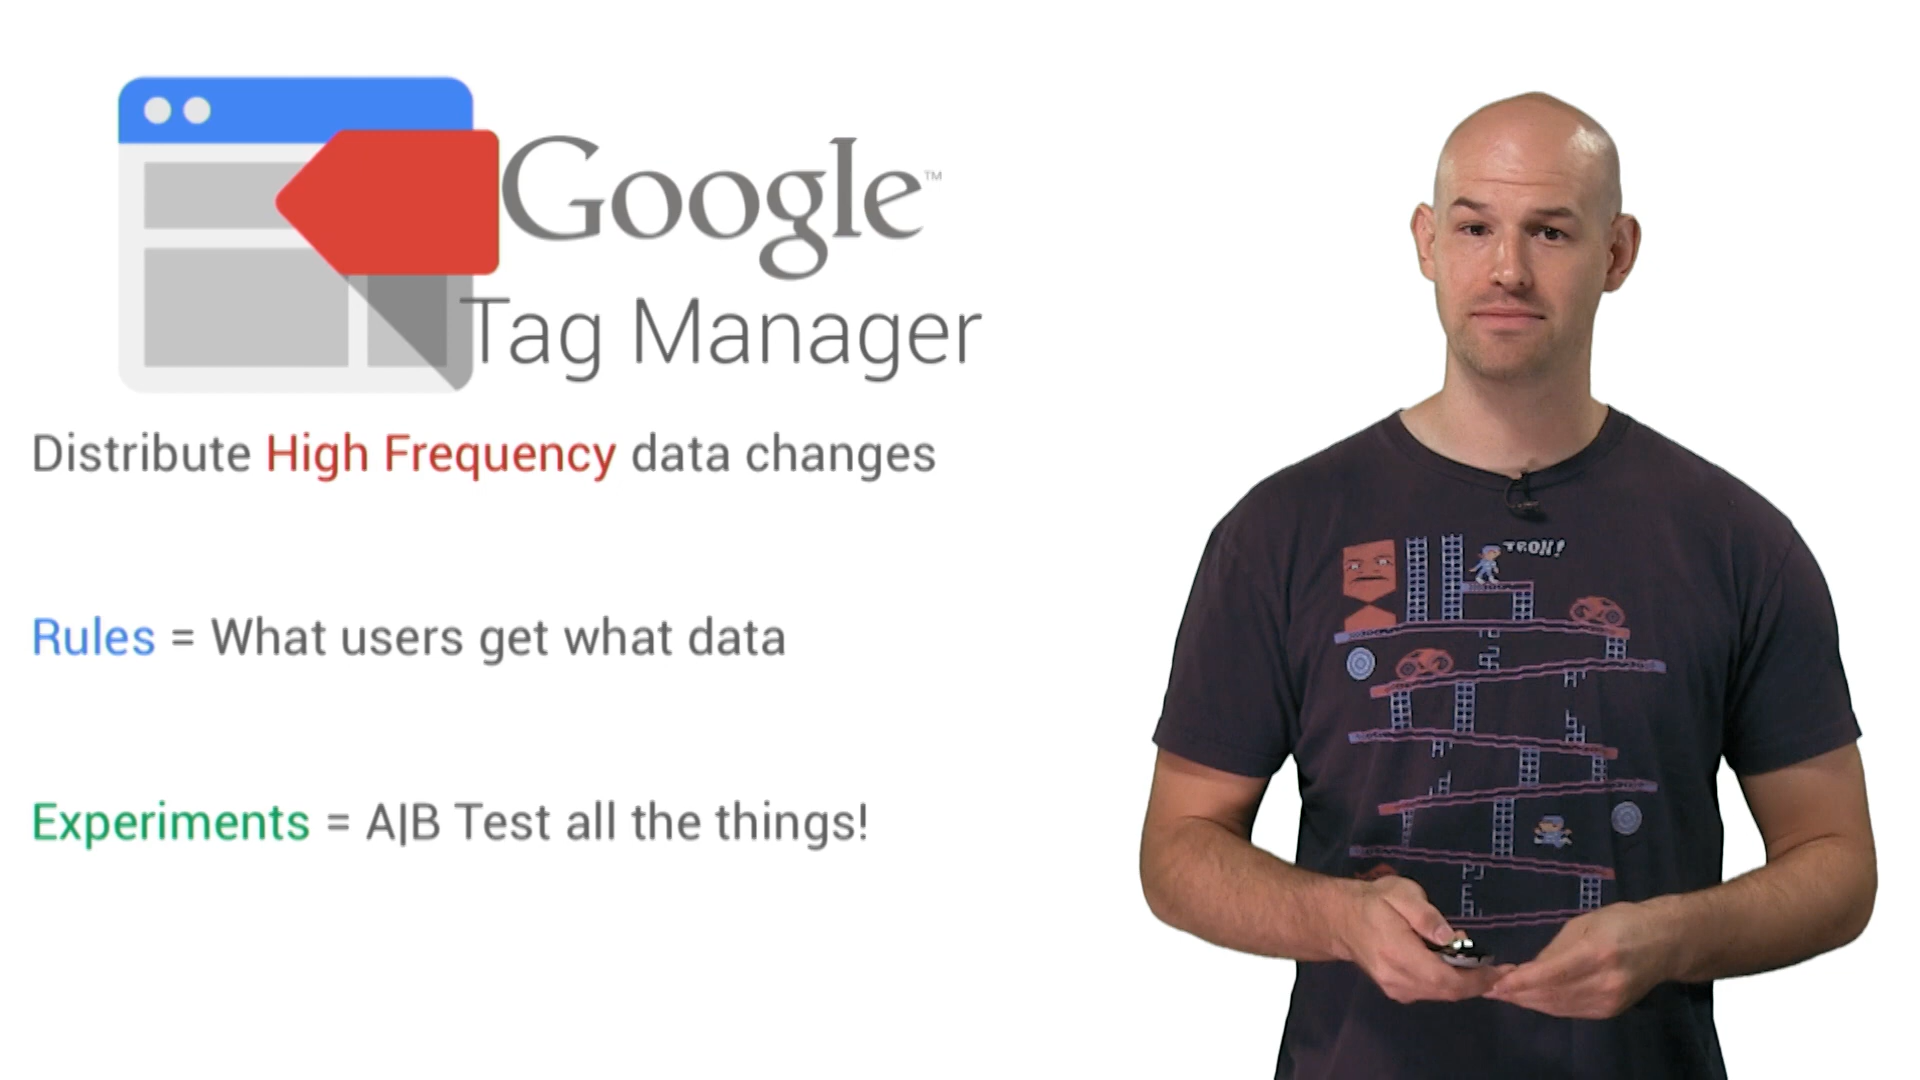 Google™
Tag Manager
Distribute High Frequency data changes
Rules = What users get what data
Experiments = A|B Test all the things!
TRON!